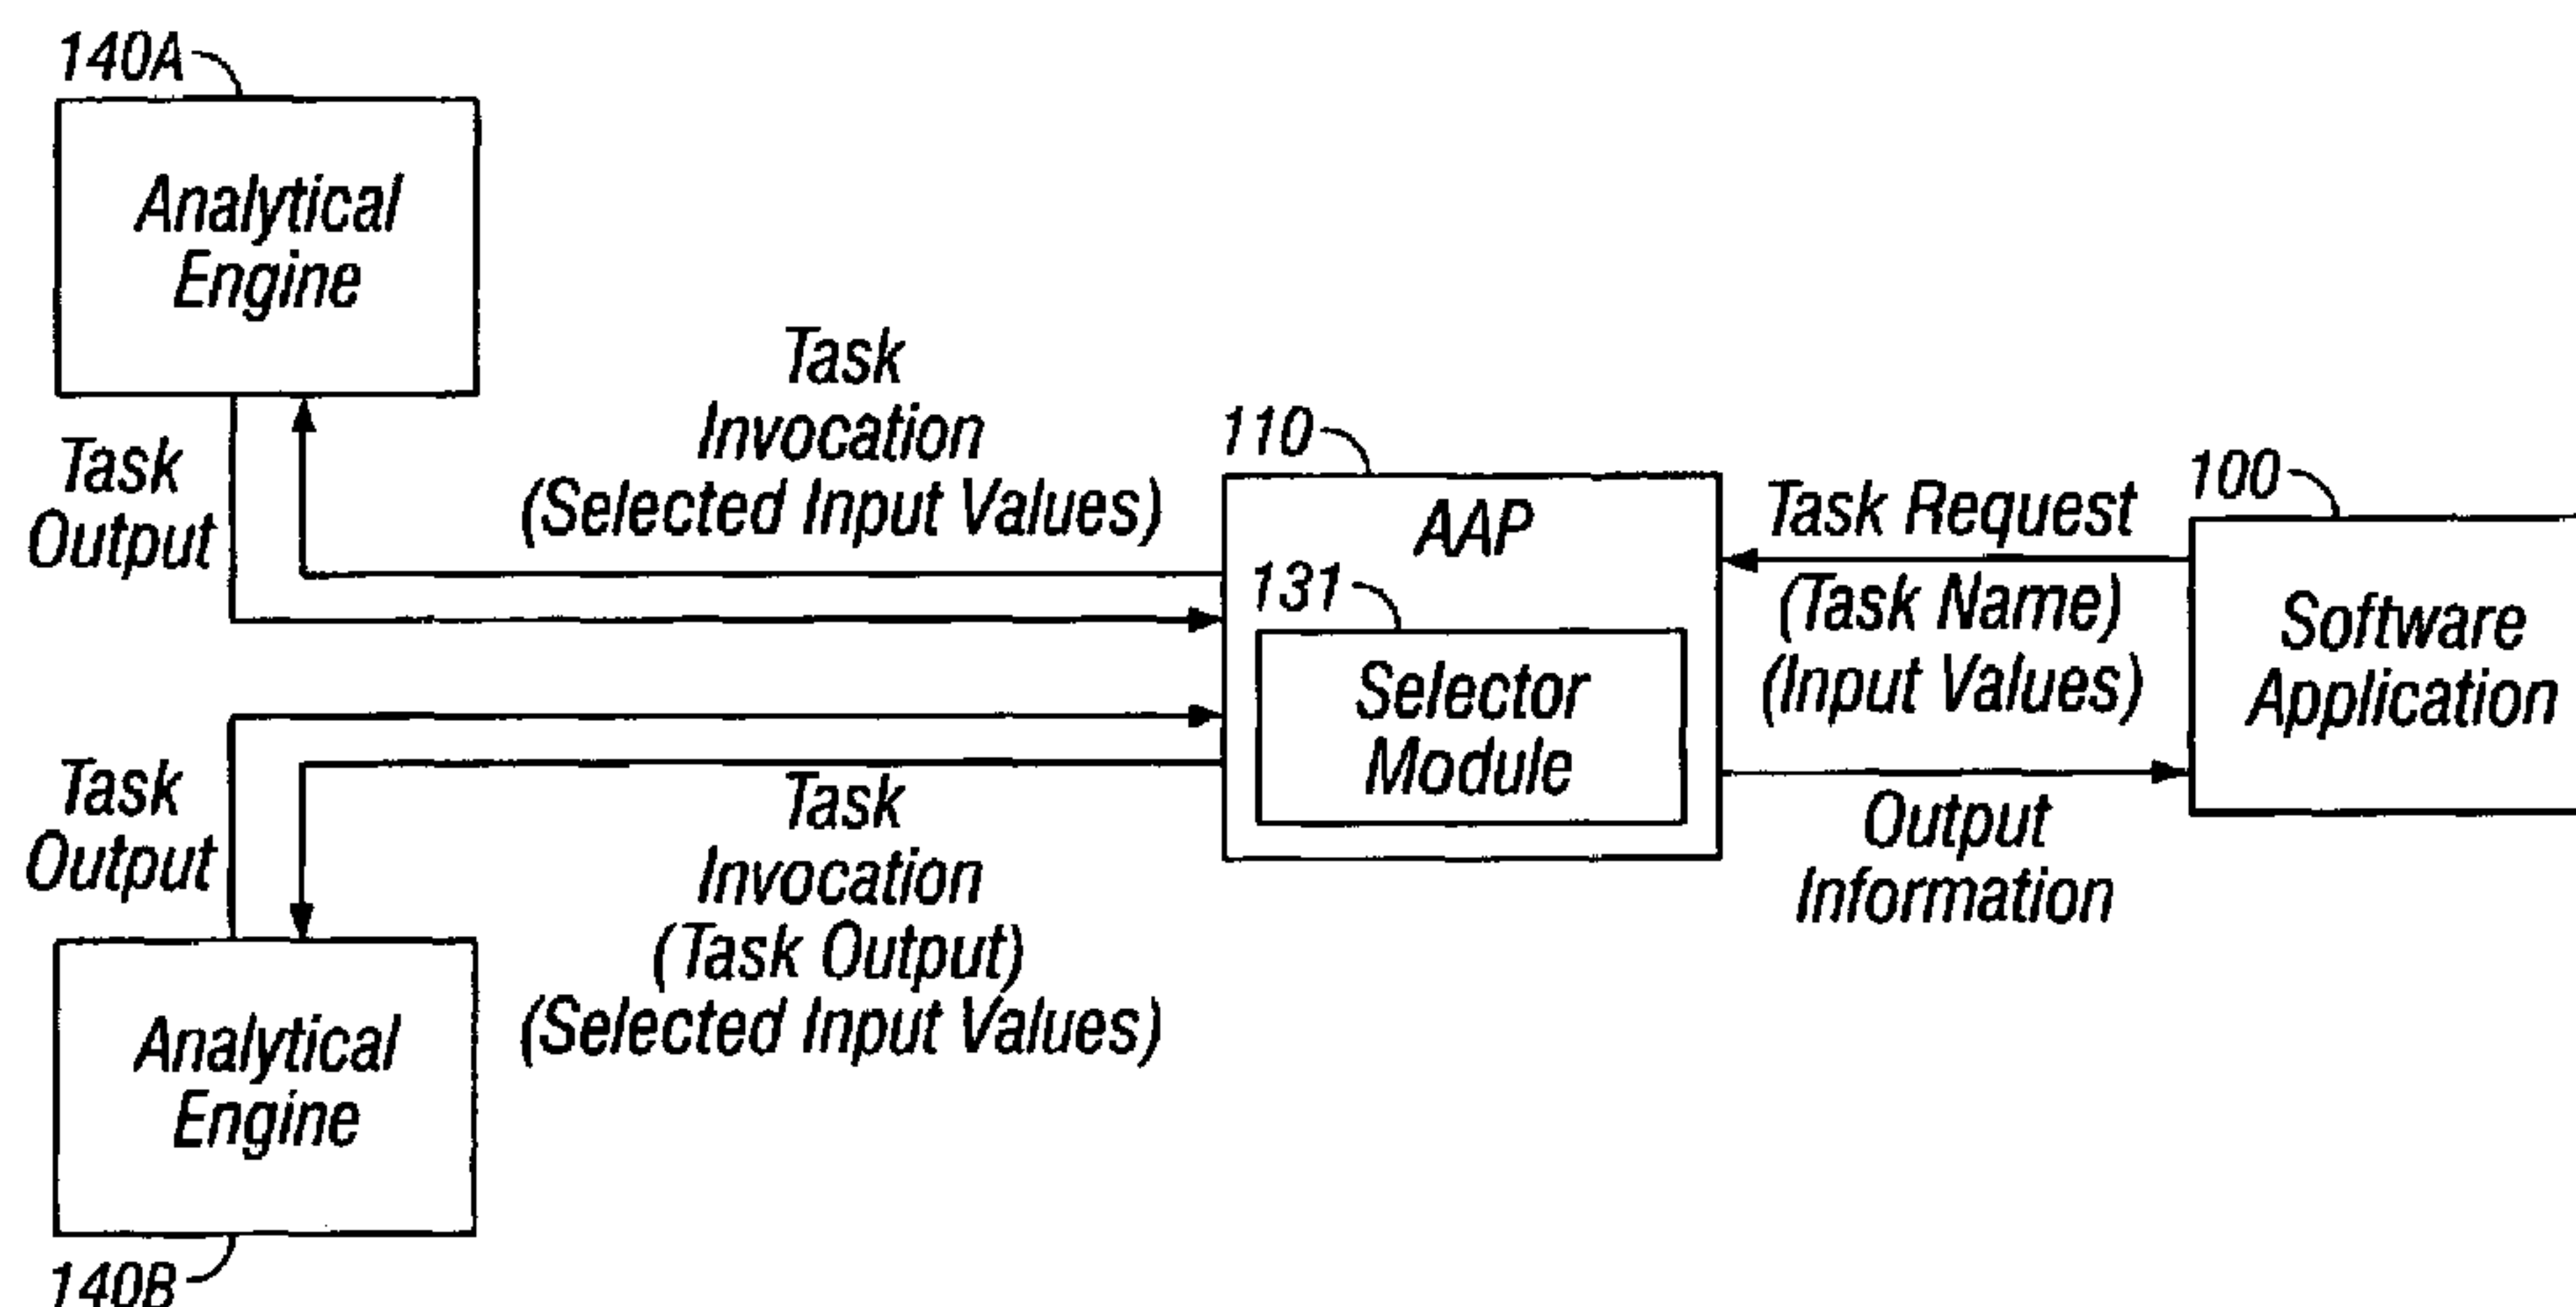 140A
Analytical
Engine
Task
Output
Task
Invocation
(Selected Input Values)
110
AAP
131
Selector
Module
Task Request
(Task Name)
(Input Values)
100
Software
Application
Output
Information
Task
Output
Task
Invocation
(Task Output)
(Selected Input Values)
Analytical
Engine
140B